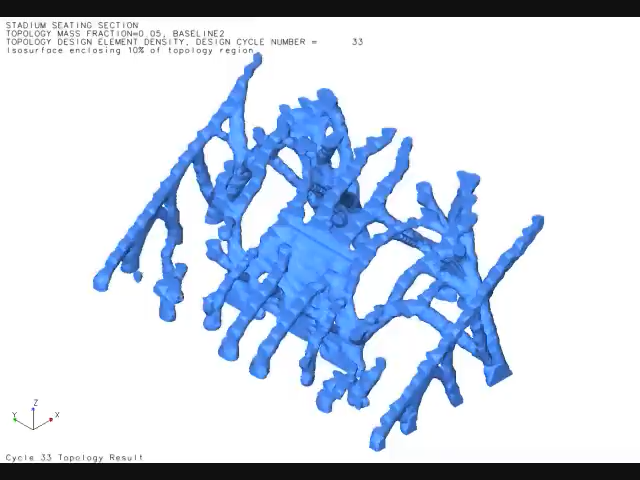 STADIUM SEATING SECTION
TOPOLOGY MASS FRACTION=0.05, BASELINE2
TOPOLOGY DESIGN ELEMENT DENSITY, DESIGN CYCLE NUMBER = 33
Isosurface enclosing 10% of topology region
Z
Y X
Cycle 33 Topology Result